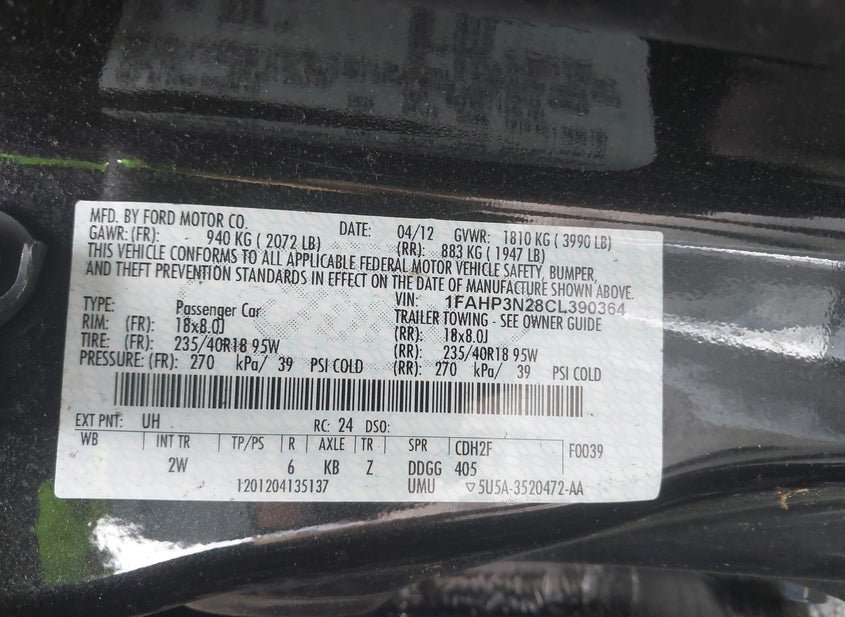 MFD. BY FORD MOTOR CO. DATE: 04/12 GVWR: 1810 KG ( 3990 LB)
GAWR: (FR) 940 KG ( 2072 LB) (RR): 883 KG ( 1947 LB)
THIS VEHICLE CONFORMS TO ALL APPLICABLE FEDERAL MOTOR VEHICLE SAFETY, BUMPER,
AND THEFT PREVENTION STANDARDS IN EFFECT ON THE DATE OF MANUFACTURE SHOWN ABOVE.
VIN: 1FAHP3N28CL390364
TYPE: Passenger Car TRAILER TOWING - SEE OWNER GUIDE
RIM: (FR) 18x8.0J (RR): 18x8.0J
TIRE: (FR) 235/40R18 95W (RR): 235/40R18 95W
PRESSURE: (FR) 270 kPa/ 39 PSI COLD (RR): 270 kPa/ 39 PSI COLD
EXT PNT: UH RC: 24 DSO:
WB INT TR TP/PS R AXLE TR SPR CDH2F F0039
2W 6 KB Z DDGG 405
1201204135137 UMU ▽5U5A-3520472-AA